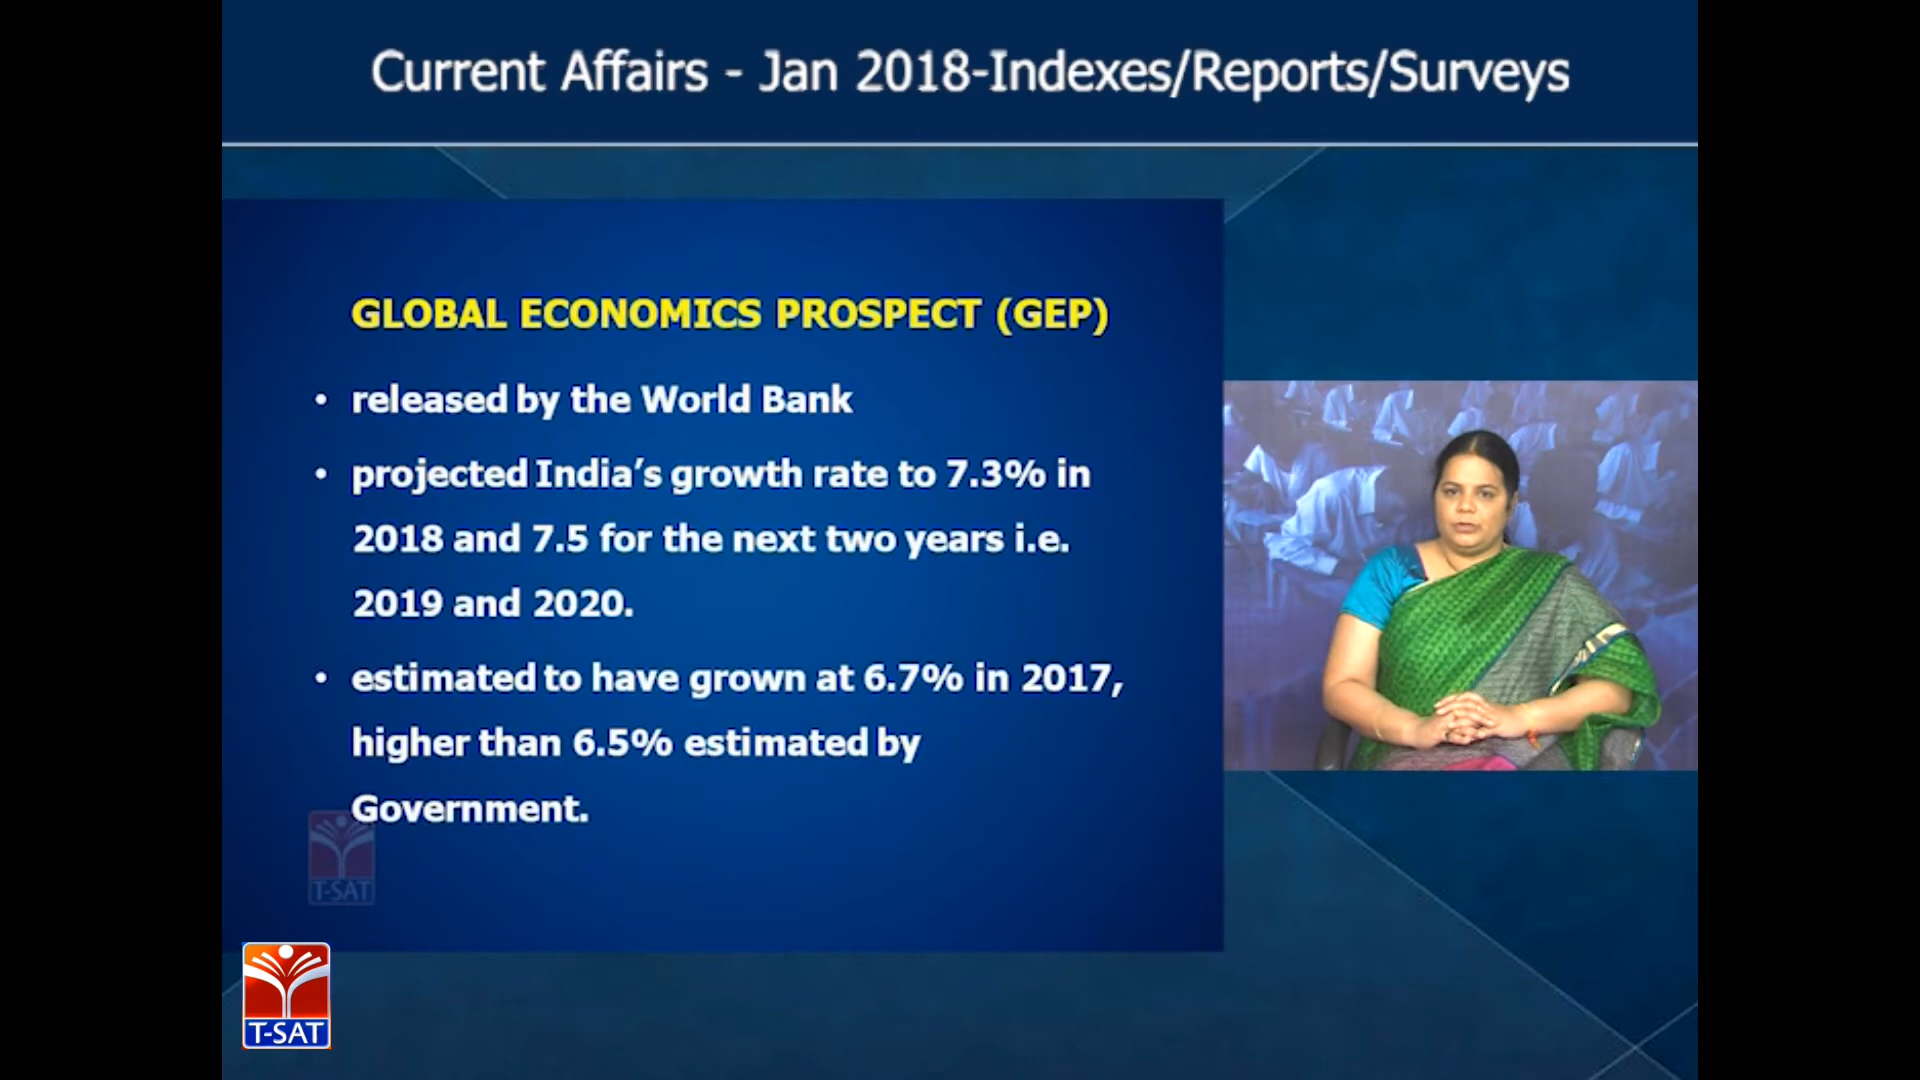 Current Affairs - Jan 2018-Indexes/Reports/Surveys
GLOBAL ECONOMICS PROSPECT (GEP)
• released by the World Bank
• projected India's growth rate to 7.3% in
2018 and 7.5 for the next two years i.e.
2019 and 2020.
• estimated to have grown at 6.7% in 2017,
higher than 6.5% estimated by
Government.
T-SAT
T-SAT